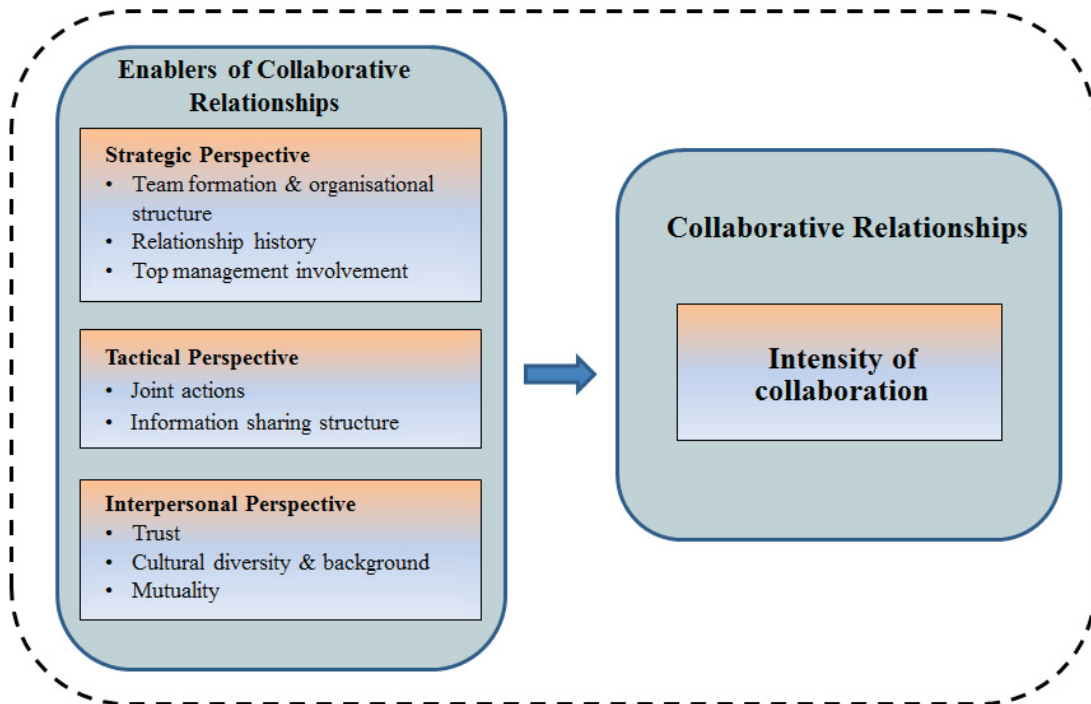 Enablers of Collaborative
Relationships
Strategic Perspective
• Team formation & organisational
structure
• Relationship history
• Top management involvement
Tactical Perspective
• Joint actions
• Information sharing structure
Interpersonal Perspective
• Trust
• Cultural diversity & background
• Mutuality
Collaborative Relationships
Intensity of
collaboration